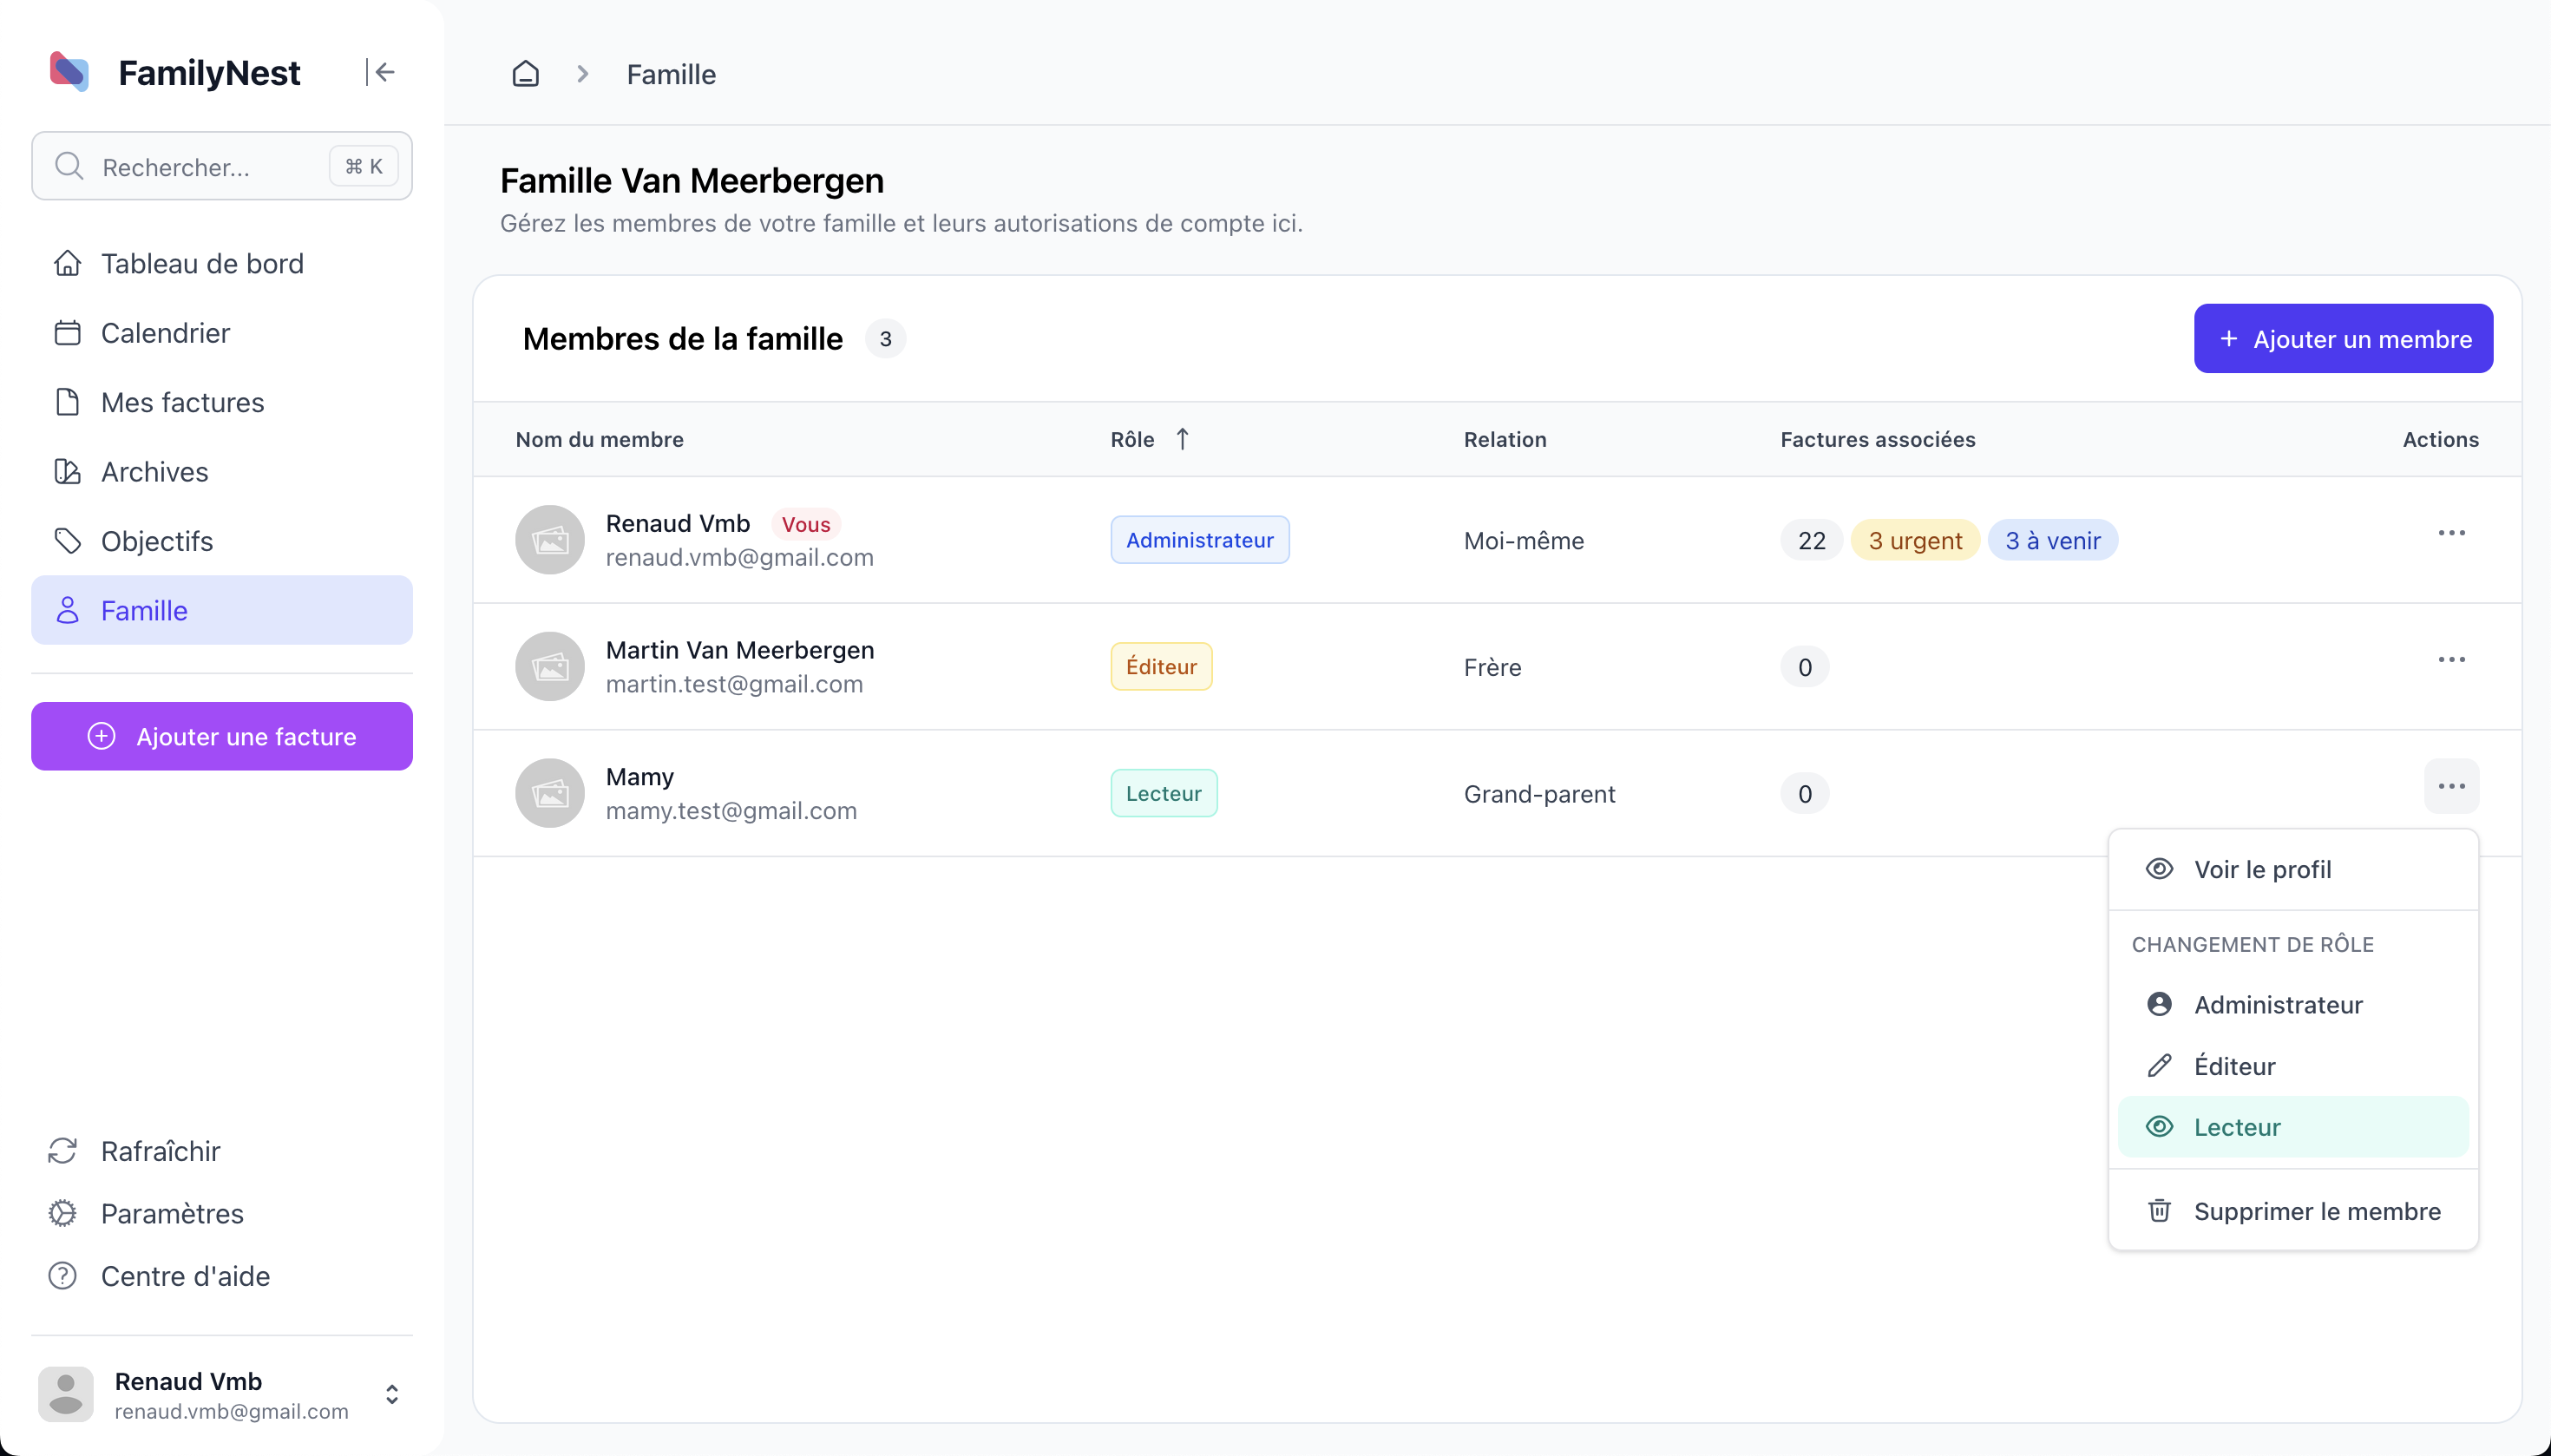 FamilyNest
Rechercher...
⌘ K
Tableau de bord
Calendrier
Mes factures
Archives
Objectifs
Famille
Ajouter une facture
Rafraîchir
Paramètres
Centre d'aide
Renaud Vmb
renaud.vmb@gmail.com
Famille
Famille Van Meerbergen
Gérez les membres de votre famille et leurs autorisations de compte ici.
Membres de la famille 3
+ Ajouter un membre
Nom du membre Rôle ↑ Relation Factures associées Actions
Renaud Vmb Vous
renaud.vmb@gmail.com
Administrateur
Moi-même
22 3 urgent 3 à venir
Martin Van Meerbergen
martin.test@gmail.com
Éditeur
Frère
0
Mamy
mamy.test@gmail.com
Lecteur
Grand-parent
0
Voir le profil
CHANGEMENT DE RÔLE
Administrateur
Éditeur
Lecteur
Supprimer le membre